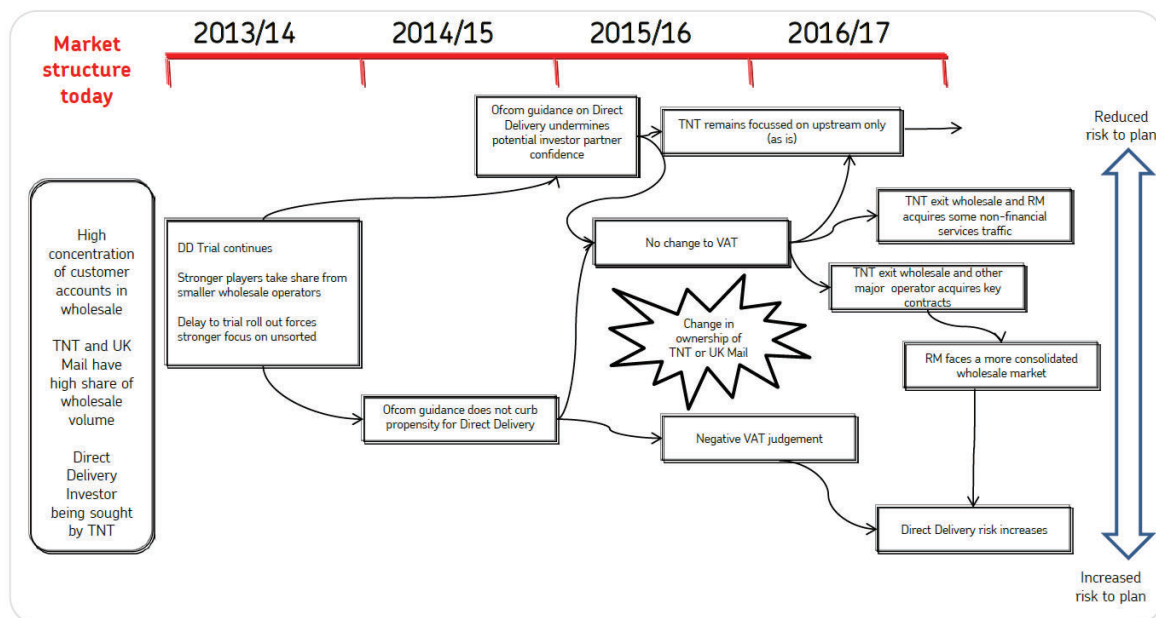 Market
structure
today
2013/14
2014/15
2015/16
2016/17
High
concentration
of customer
accounts in
wholesale
TNT and UK
Mail have
high share of
wholesale
volume
Direct
Delivery
Investor
being sought
by TNT
DD Trial continues
Stronger players take share from
smaller wholesale operators
Delay to trial roll out forces
stronger focus on unsorted
Ofcom guidance on Direct
Delivery undermines
potential investor partner
confidence
Ofcom guidance does not curb
propensity for Direct Delivery
TNT remains focussed on upstream only
(as is)
No change to VAT
Change in
ownership of
TNT or UK Mail
Negative VAT judgement
TNT exit wholesale and RM
acquires some non-financial
services traffic
TNT exit wholesale and other
major operator acquires key
contracts
RM faces a more consolidated
wholesale market
Direct Delivery risk increases
Reduced
risk to plan
Increased
risk to plan